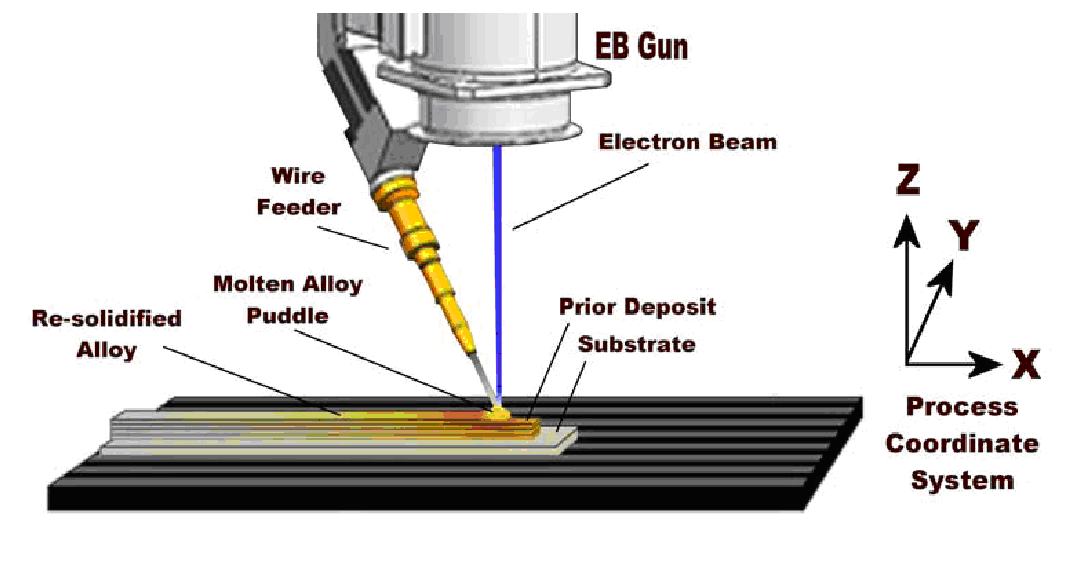 EB Gun
Electron Beam
Wire
Feeder
Molten Alloy
Puddle
Re-solidified
Alloy
Prior Deposit
Substrate
Z
Y
X
Process
Coordinate
System